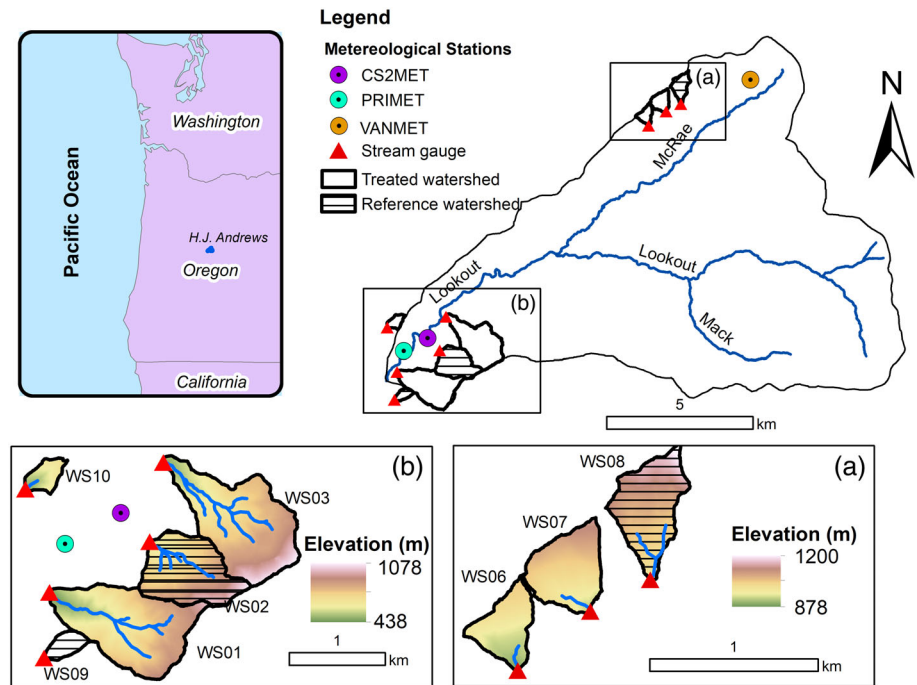 Legend
Metereological Stations
CS2MET
PRIMET
VANMET
Stream gauge
Treated watershed
Reference watershed
Pacific Ocean
Washington
H.J. Andrews
Oregon
California
(a)
McRae
Lookout
Lookout
Mack
(b)
N
5
km
(b)
WS10
WS03
WS02
WS01
WS09
Elevation (m)
1078
438
1
km
(a)
WS08
WS07
WS06
Elevation (m)
1200
878
1
km